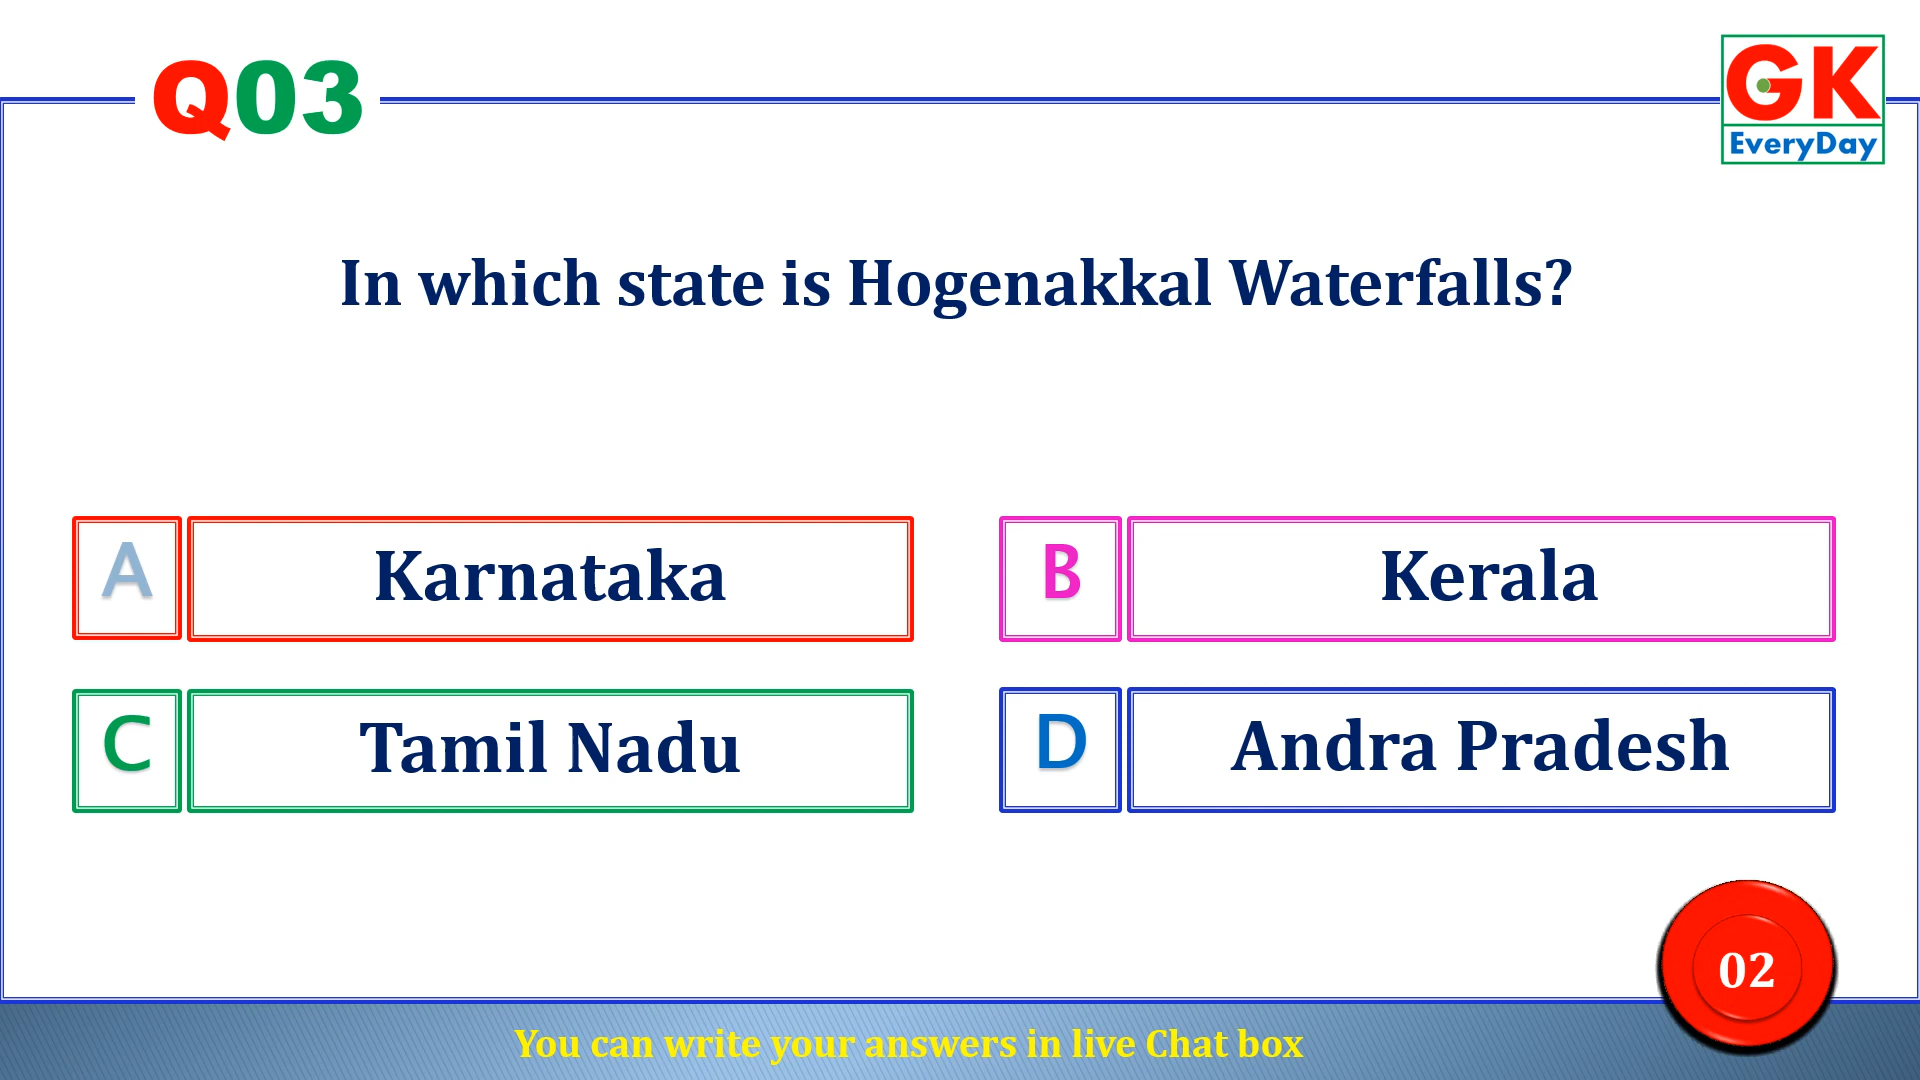 Q03
GK
EveryDay
In which state is Hogenakkal Waterfalls?
A Karnataka
B Kerala
C Tamil Nadu
D Andra Pradesh
02
You can write your answers in live Chat box